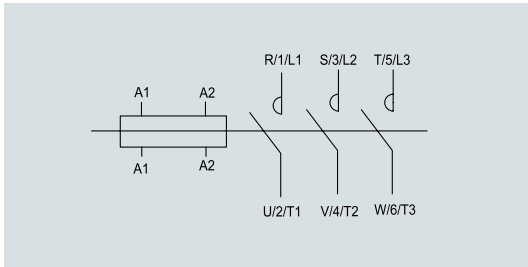 R/1/L1 S/3/L2 T/5/L3
A1 A2
A1 A2
U/2/T1 V/4/T2 W/6/T3